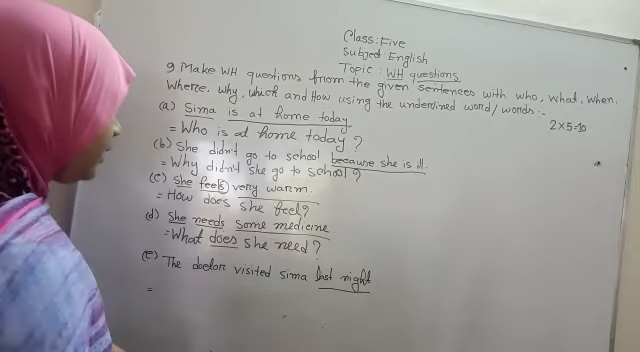 Class: Five
Subject: English
Topic: WH questions
9. Make WH questions from the given sentences with who, what, when,
where, why, which and How using the underlined word/words:-
2x5=10
(a) Sima is at home today.
= Who is at home today?
(b) She didn't go to school because she is ill.
= Why didn't she go to school?
(c) She feels very warm.
= How does she feel?
(d) She needs some medicine
= What does she need?
(e) The doctor visited sima last night.
=